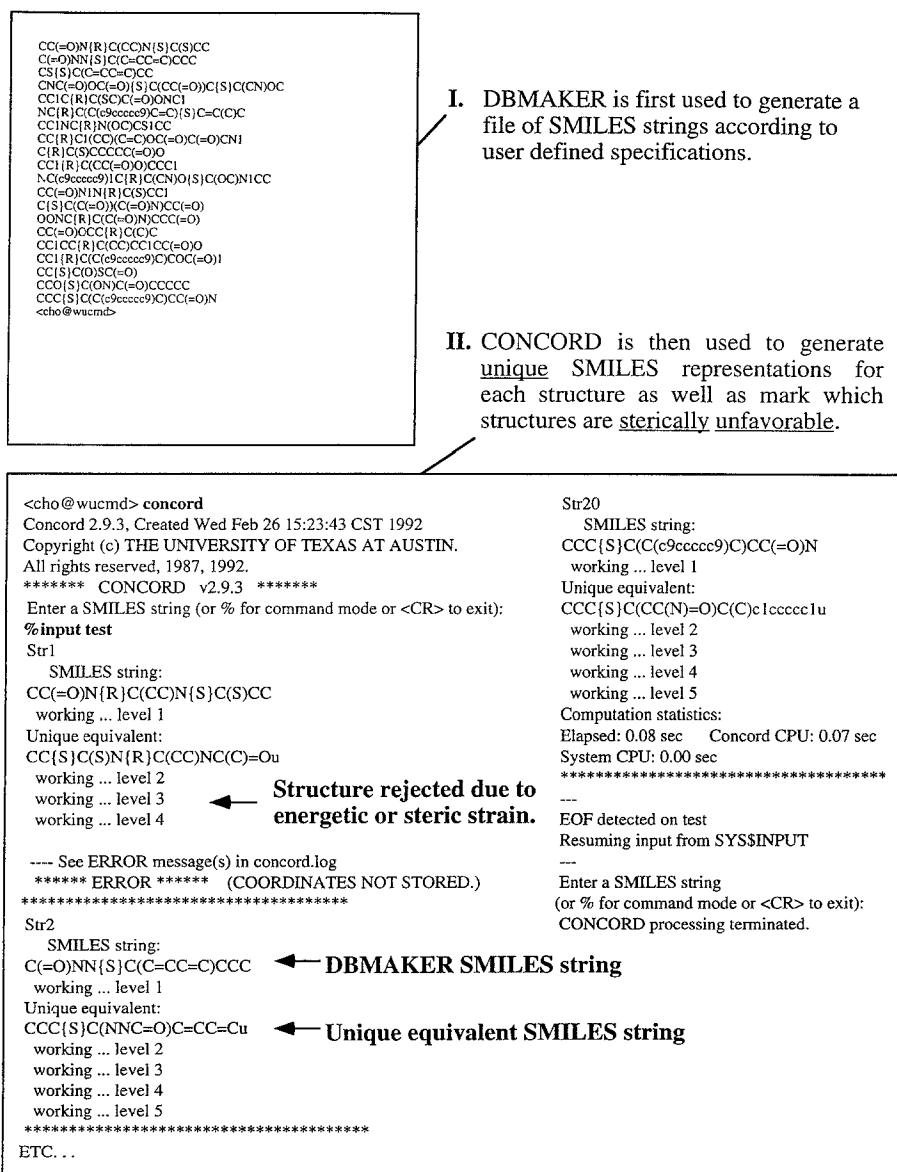 CC(=O)N{R}C(CC)N{S}C(S)CC
C(=O)NN{S}C(C=CC=C)CCC
CS{S}C(C=CC=C)CC
CNC(=O)OC(=O){S}C(CC(=O))C{S}C(CN)OC
CC1C{R}C(SC)C(=O)ONC1
NC{R}C(C(c9ccccc9)C=C){S}C=C(C)C
CC1NC{R}N(OC)CS1CC
CC{R}C1(CC)(C=C)OC(=O)C(=O)CN1
C{R}C(S)CCCCC(=O)O
CC1{R}C(CC(=O)O)CCC1
NC(c9ccccc9)1C{R}C(CN)O{S}C(OC)N1CC
CC(=O)N1N{R}C(S)CC1
C{S}C(C(=O))(C(=O)N)CC(=O)
OONC{R}C(C(=O)N)CCC(=O)
CC(=O)OCC{R}C(C)C
CC1CC{R}C(CC)CC1CC(=O)O
CC1{R}C(C(c9ccccc9)C)COC(=O)1
CC{S}C(O)SC(=O)
CCO{S}C(ON)C(=O)CCCCC
CCC{S}C(C(c9ccccc9)C)CC(=O)N
<cho@wucmd>
I. DBMAKER is first used to generate a
file of SMILES strings according to
user defined specifications.
II. CONCORD is then used to generate
unique SMILES representations for
each structure as well as mark which
structures are sterically unfavorable.
<cho@wucmd> concord
Concord 2.9.3, Created Wed Feb 26 15:23:43 CST 1992
Copyright (c) THE UNIVERSITY OF TEXAS AT AUSTIN.
All rights reserved, 1987, 1992.
******* CONCORD v2.9.3 *******
Enter a SMILES string (or % for command mode or <CR> to exit):
%input test
Str1
SMILES string:
CC(=O)N{R}C(CC)N{S}C(S)CC
working ... level 1
Unique equivalent:
CC{S}C(S)N{R}C(CC)NC(C)=Ou
working ... level 2
working ... level 3
working ... level 4
Structure rejected due to
energetic or steric strain.
---- See ERROR message(s) in concord.log
****** ERROR ****** (COORDINATES NOT STORED.)
*************************************
Str2
SMILES string:
C(=O)NN{S}C(C=CC=C)CCC
DBMAKER SMILES string
working ... level 1
Unique equivalent:
CCC{S}C(NNC=O)C=CC=Cu
Unique equivalent SMILES string
working ... level 2
working ... level 3
working ... level 4
working ... level 5
***************************************
ETC. . .
Str20
SMILES string:
CCC{S}C(C(c9ccccc9)C)CC(=O)N
working ... level 1
Unique equivalent:
CCC{S}C(CC(N)=O)C(C)c1ccccc1u
working ... level 2
working ... level 3
working ... level 4
working ... level 5
Computation statistics:
Elapsed: 0.08 sec Concord CPU: 0.07 sec
System CPU: 0.00 sec
*************************************
---
EOF detected on test
Resuming input from SYS$INPUT
---
Enter a SMILES string
(or % for command mode or <CR> to exit):
CONCORD processing terminated.